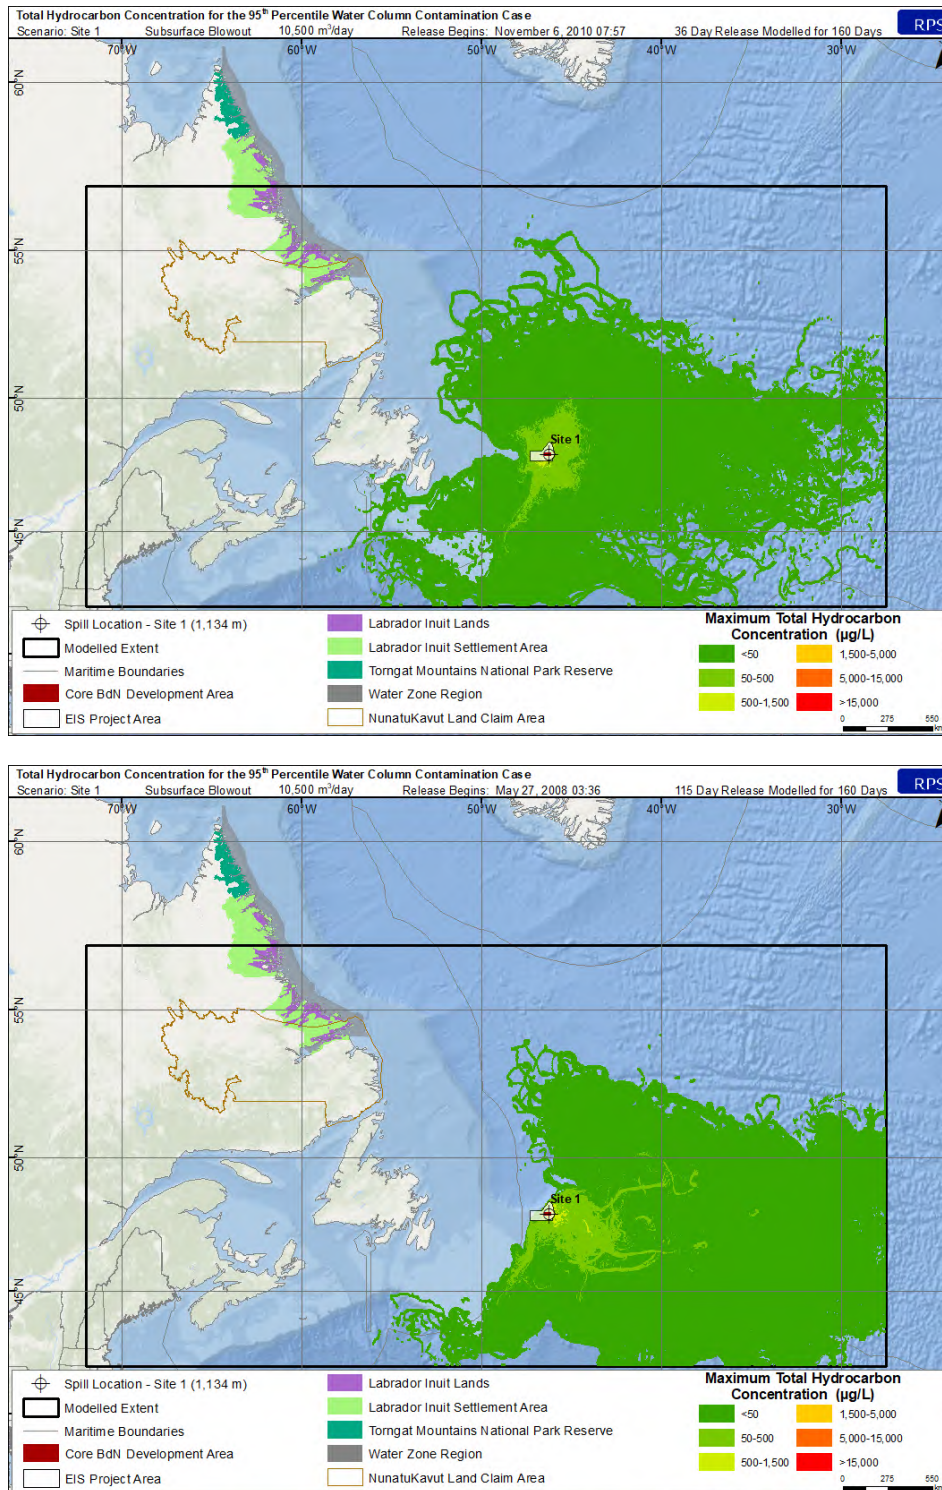 Total Hydrocarbon Concentration for the 95th Percentile Water Column Contamination Case
Scenario: Site 1 Subsurface Blowout 10,500 m³/day Release Begins: November 6, 2010 07:57 36 Day Release Modelled for 160 Days
RPS
70°W 60°W 50°W 40°W 30°W
60°N
55°N
50°N
45°N
Site 1
Spill Location - Site 1 (1,134 m)
Modelled Extent
Maritime Boundaries
Core BdN Development Area
EIS Project Area
Labrador Inuit Lands
Labrador Inuit Settlement Area
Torngat Mountains National Park Reserve
Water Zone Region
NunatuKavut Land Claim Area
Maximum Total Hydrocarbon
Concentration (µg/L)
<50 1,500-5,000
50-500 5,000-15,000
500-1,500 >15,000
0 275 550
km
Total Hydrocarbon Concentration for the 95th Percentile Water Column Contamination Case
Scenario: Site 1 Subsurface Blowout 10,500 m³/day Release Begins: May 27, 2008 03:36 115 Day Release Modelled for 160 Days
RPS
70°W 60°W 50°W 40°W 30°W
60°N
55°N
50°N
45°N
Site 1
Spill Location - Site 1 (1,134 m)
Modelled Extent
Maritime Boundaries
Core BdN Development Area
EIS Project Area
Labrador Inuit Lands
Labrador Inuit Settlement Area
Torngat Mountains National Park Reserve
Water Zone Region
NunatuKavut Land Claim Area
Maximum Total Hydrocarbon
Concentration (µg/L)
<50 1,500-5,000
50-500 5,000-15,000
500-1,500 >15,000
0 275 550
km